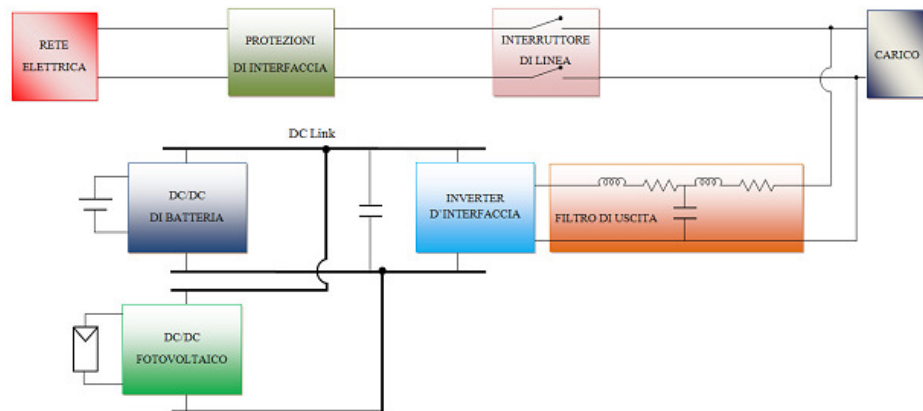 RETE
ELETTRICA
PROTEZIONI
DI INTERFACCIA
INTERRUTTORE
DI LINEA
CARICO
DC Link
DC/DC
DI BATTERIA
INVERTER
D'INTERFACCIA
FILTRO DI USCITA
DC/DC
FOTOVOLTAICO